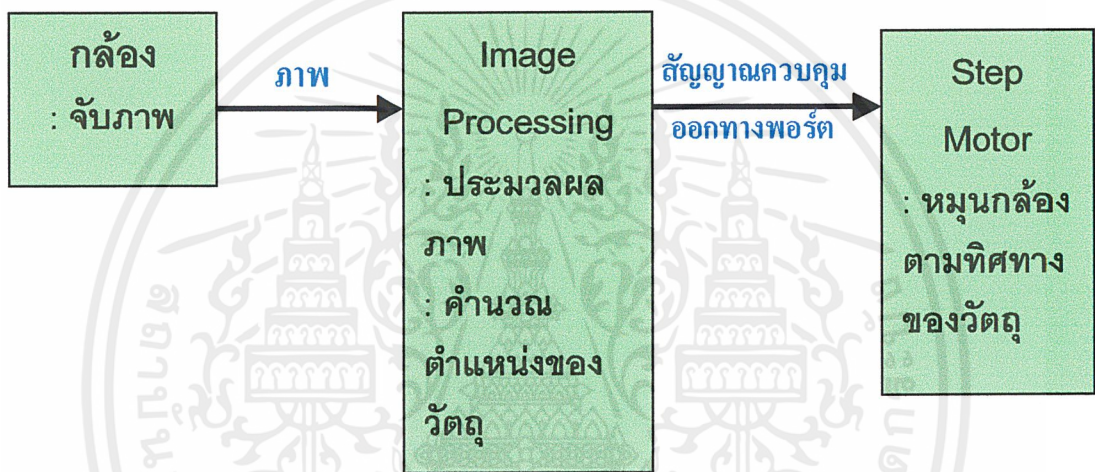 กล้อง
: จับภาพ
ภาพ
Image
Processing
: ประมวลผล
ภาพ
: คำนวณ
ตำแหน่งของ
วัตถุ
สัญญาณควบคุม
ออกทางพอร์ต
Step
Motor
: หมุนกล้อง
ตามทิศทาง
ของวัตถุ